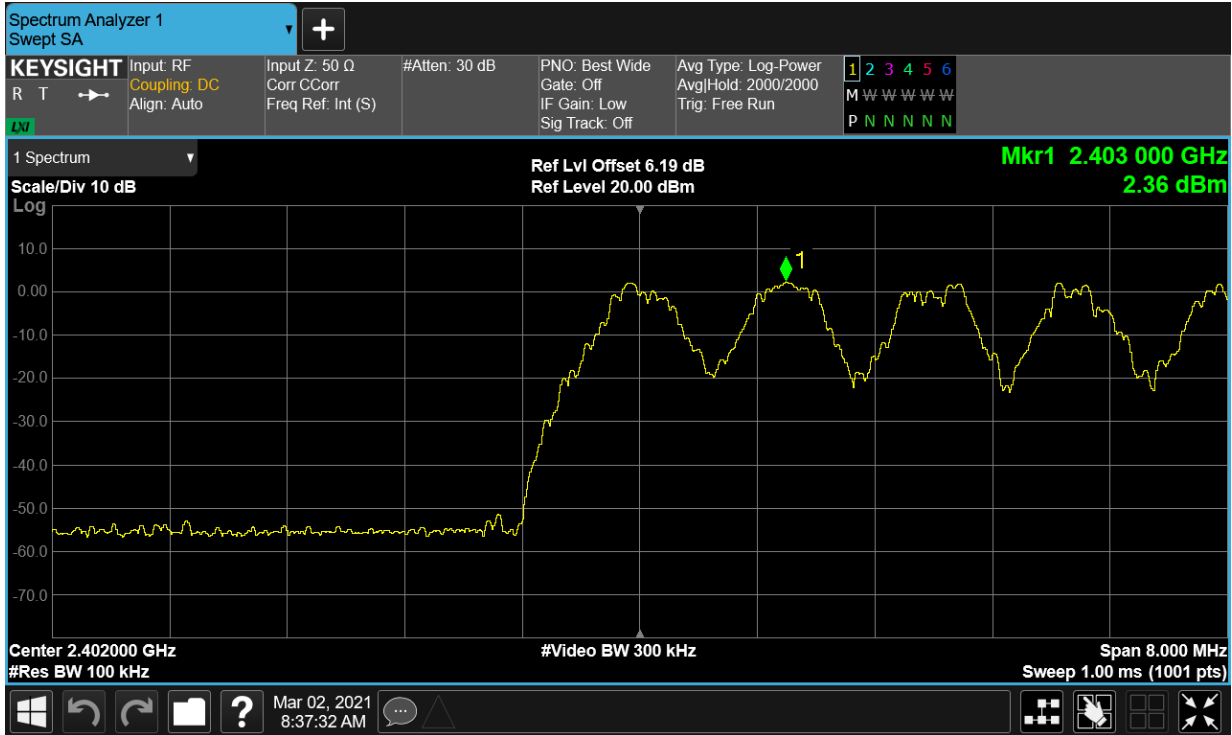 Spectrum Analyzer 1
Swept SA
KEYSIGHT Input: RF Input Z: 50 Ω #Atten: 30 dB PNO: Best Wide Avg Type: Log-Power 1 2 3 4 5 6
R T Coupling: DC Corr CCorr Gate: Off Avg|Hold: 2000/2000 M W W W W W
Align: Auto Freq Ref: Int (S) IF Gain: Low Trig: Free Run P N N N N N
LXI Sig Track: Off
1 Spectrum Ref Lvl Offset 6.19 dB Mkr1 2.403 000 GHz
Scale/Div 10 dB Ref Level 20.00 dBm 2.36 dBm
Log
10.0
1
0.00
-10.0
-20.0
-30.0
-40.0
-50.0
-60.0
-70.0
Center 2.402000 GHz #Video BW 300 kHz Span 8.000 MHz
#Res BW 100 kHz Sweep 1.00 ms (1001 pts)
? Mar 02, 2021
8:37:32 AM